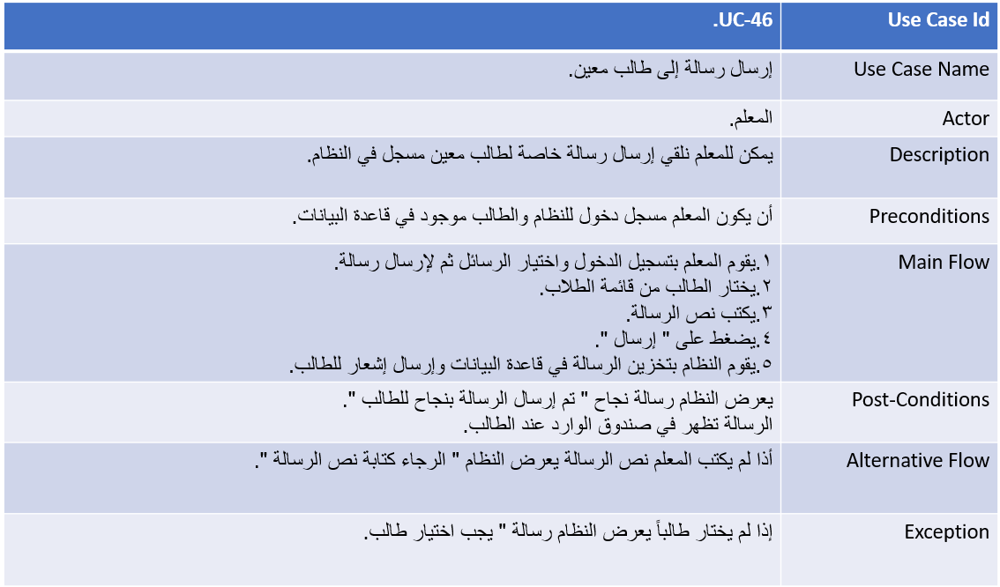 Use Case Id UC-46.
Use Case Name إرسال رسالة إلى طالب معين.
Actor المعلم.
Description يمكن للمعلم نلقي إرسال رسالة خاصة لطالب معين مسجل في النظام.
Preconditions أن يكون المعلم مسجل دخول للنظام والطالب موجود في قاعدة البيانات.
Main Flow ١.يقوم المعلم بتسجيل الدخول واختيار الرسائل ثم لإرسال رسالة.
٢.يختار الطالب من قائمة الطلاب.
٣.يكتب نص الرسالة.
٤.يضغط على " إرسال ".
٥.يقوم النظام بتخزين الرسالة في قاعدة البيانات وإرسال إشعار للطالب.
Post-Conditions يعرض النظام رسالة نجاح " تم إرسال الرسالة بنجاح للطالب ".
الرسالة تظهر في صندوق الوارد عند الطالب.
Alternative Flow أذا لم يكتب المعلم نص الرسالة يعرض النظام " الرجاء كتابة نص الرسالة ".
Exception إذا لم يختار طالباً يعرض النظام رسالة " يجب اختيار طالب.